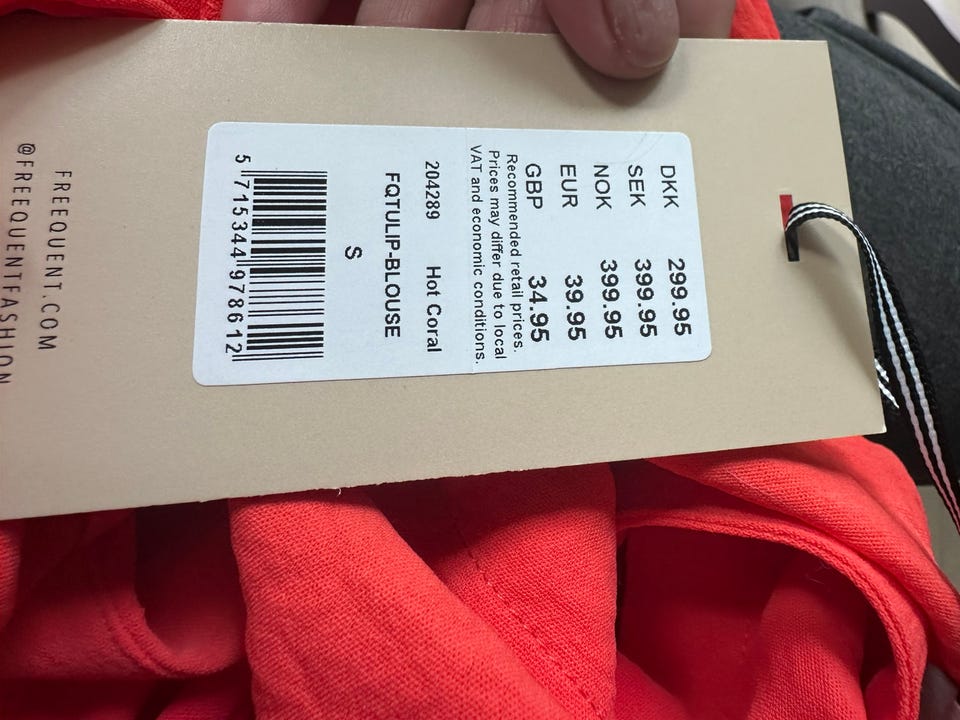 DKK 299.95
SEK 399.95
NOK 399.95
EUR 39.95
GBP 34.95
Recommended retail prices.
Prices may differ due to local
VAT and economic conditions.
204289 Hot Coral
FQTULIP-BLOUSE
S
5 715344 978612
FREEQUENT.COM
@FREEQUENTFASHION